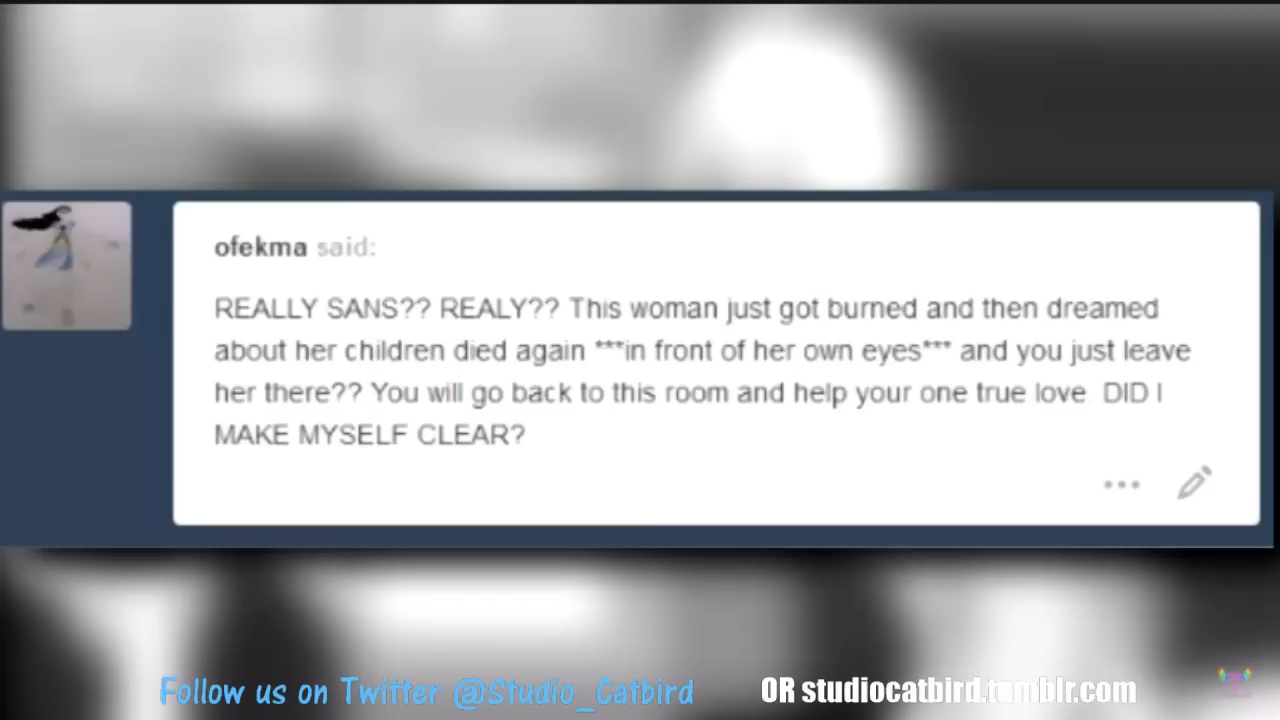 ofekma said:
REALLY SANS?? REALY?? This woman just got burned and then dreamed
about her children died again ***in front of her own eyes*** and you just leave
her there?? You will go back to this room and help your one true love DID I
MAKE MYSELF CLEAR?
Follow us on Twitter @Studio_Catbird OR studiocatbird.tumblr.com